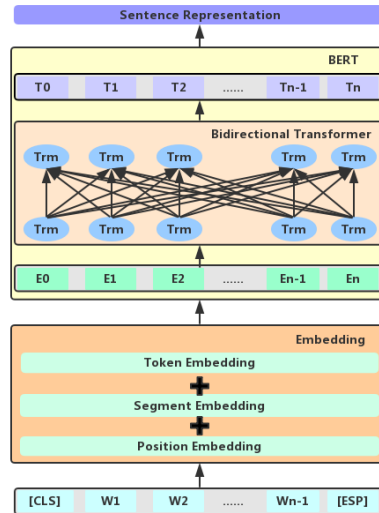 Sentence Representation
BERT
T0 T1 T2 ...... Tn-1 Tn
Bidirectional Transformer
Trm Trm Trm Trm Trm
Trm Trm Trm Trm Trm
E0 E1 E2 ...... En-1 En
Embedding
Token Embedding
+
Segment Embedding
+
Position Embedding
[CLS] W1 W2 ...... Wn-1 [ESP]